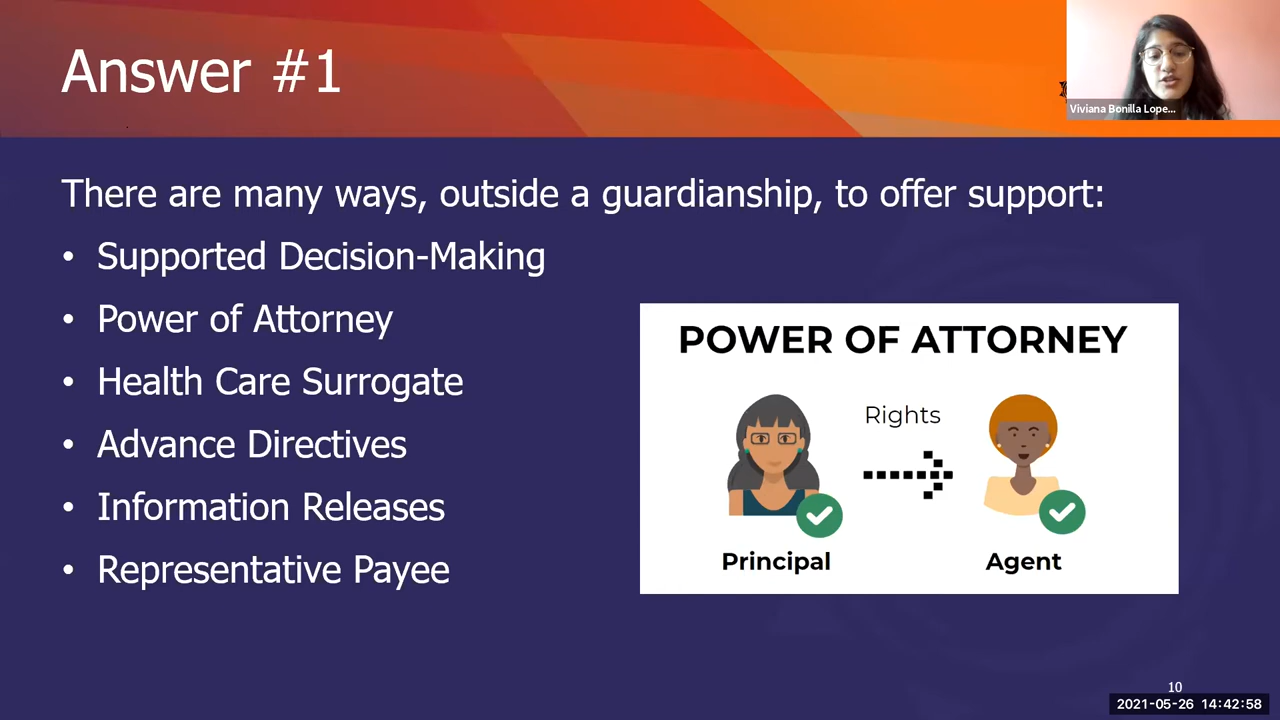 Answer #1
Viviana Bonilla Lope...
There are many ways, outside a guardianship, to offer support:
• Supported Decision-Making
• Power of Attorney
• Health Care Surrogate
• Advance Directives
• Information Releases
• Representative Payee
POWER OF ATTORNEY
Rights
Principal
Agent
10
2021-05-26 14:42:58